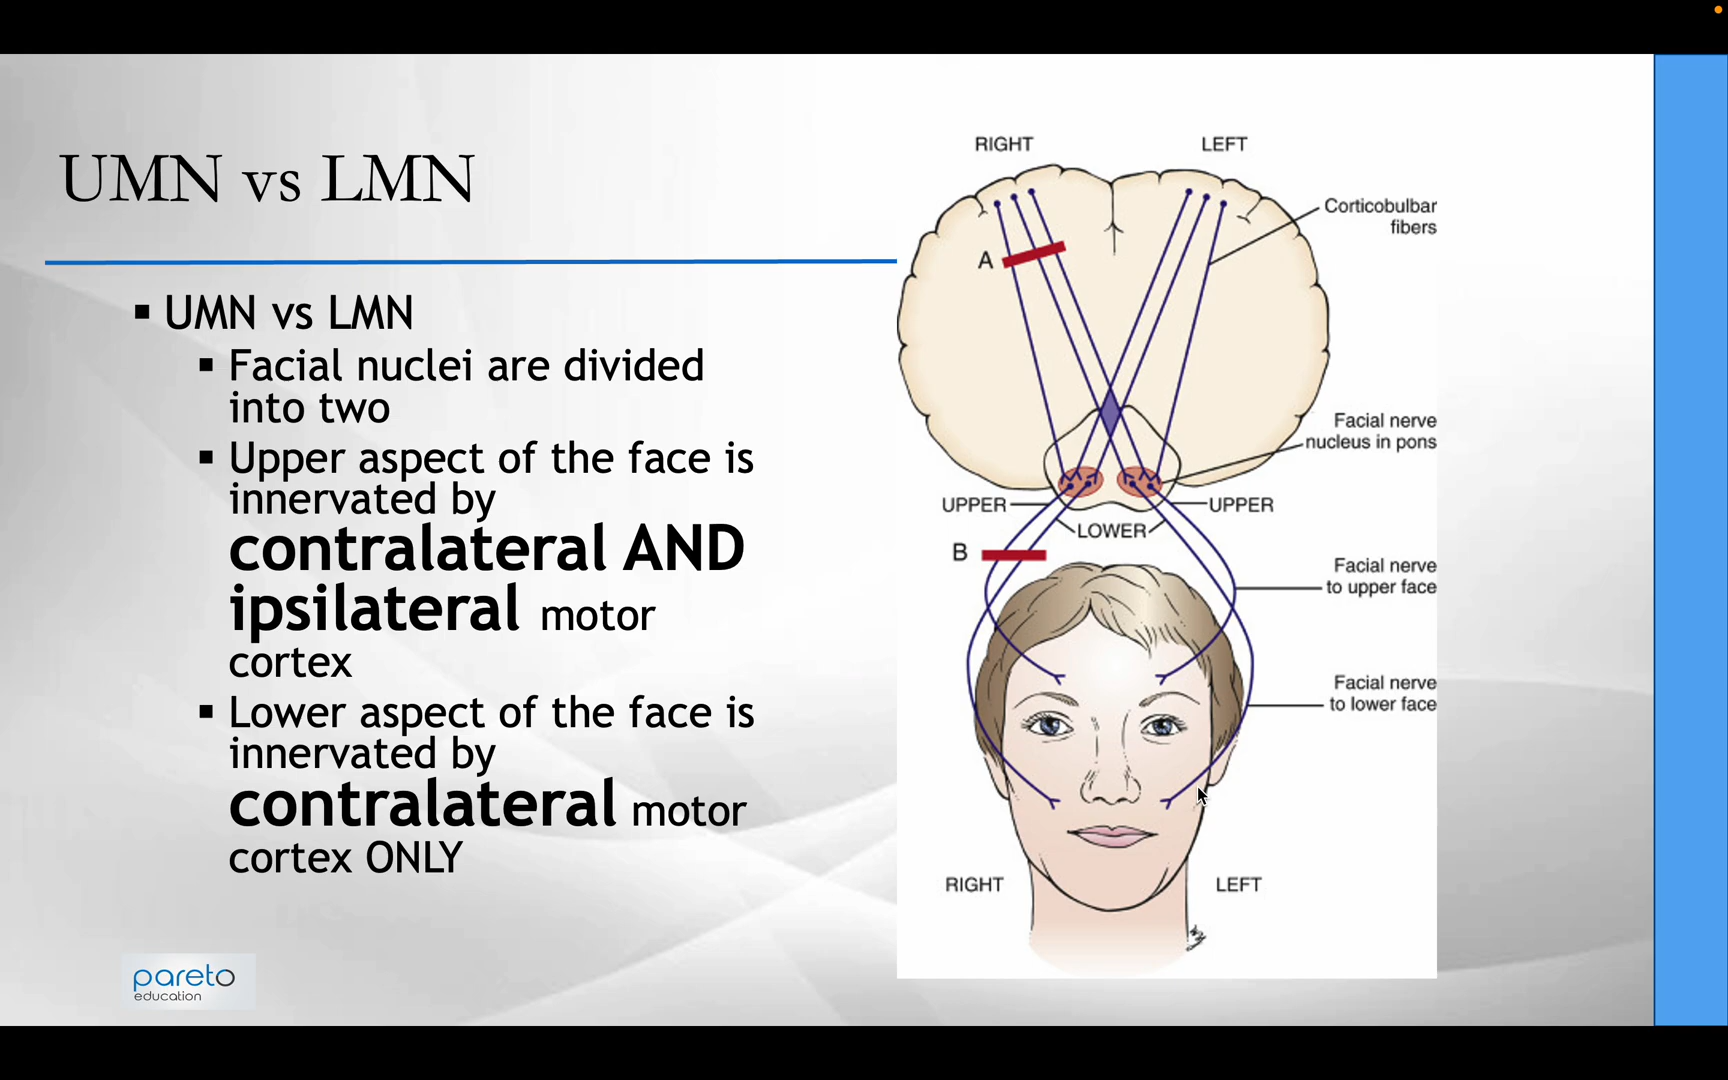 UMN vs LMN
UMN vs LMN
Facial nuclei are divided
into two
Upper aspect of the face is
innervated by
contralateral AND
ipsilateral motor
cortex
Lower aspect of the face is
innervated by
contralateral motor
cortex ONLY
pareto
education
RIGHT LEFT
Corticobulbar
fibers
A
Facial nerve
nucleus in pons
UPPER UPPER
LOWER
B
Facial nerve
to upper face
Facial nerve
to lower face
RIGHT LEFT